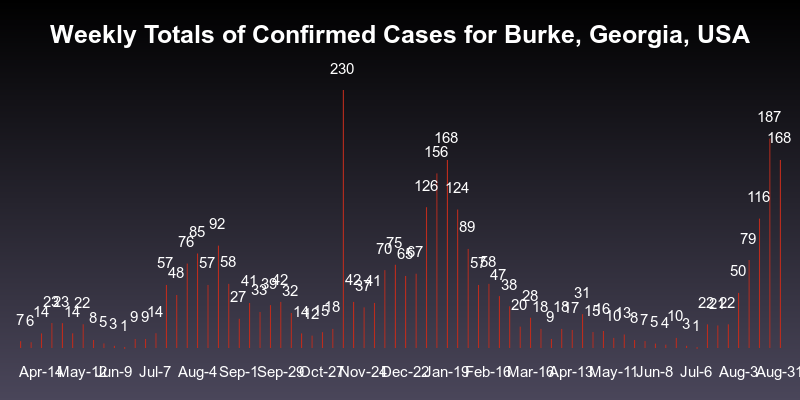 Weekly Totals of Confirmed Cases for Burke, Georgia, USA
230
187
168 168
156
126 124 116
92 89
85
76 75 79
70 65 67
57 57 58 57 58
48 47 50
41 39 42 42 41 38
27 33 32 37 31
23 23 22 20 28 22 21 22
14 14 14 14 12 15 18 18 18 17 15 16 13
7 6 8 5 3 1 9 9 9 10 8 7 5 4 10 3 1
Apr-14 May-12 Jun-9 Jul-7 Aug-4 Sep-1 Sep-29 Oct-27 Nov-24 Dec-22 Jan-19 Feb-16 Mar-16 Apr-13 May-11 Jun-8 Jul-6 Aug-3 Aug-31